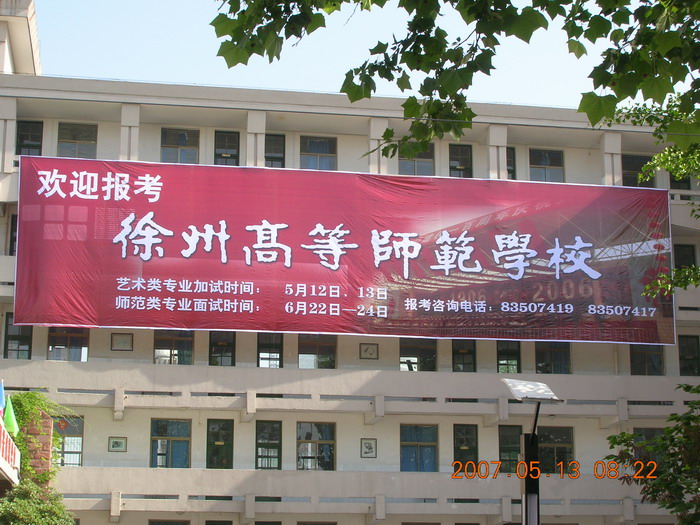 欢迎报考
徐州高等師範學校
艺术类专业加试时间： 5月12日、13日
师范类专业面试时间： 6月22日—24日 报考咨询电话：83507419 83507417
2006
2007.05.13 08:22